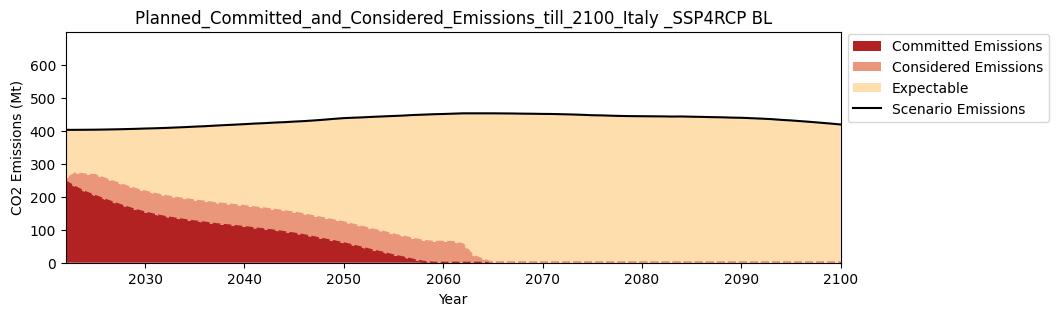 Planned_Committed_and_Considered_Emissions_till_2100_Italy _SSP4RCP BL
CO2 Emissions (Mt)
600
500
400
300
200
100
0
2030
2040
2050
2060
2070
2080
2090
2100
Year
Committed Emissions
Considered Emissions
Expectable
Scenario Emissions